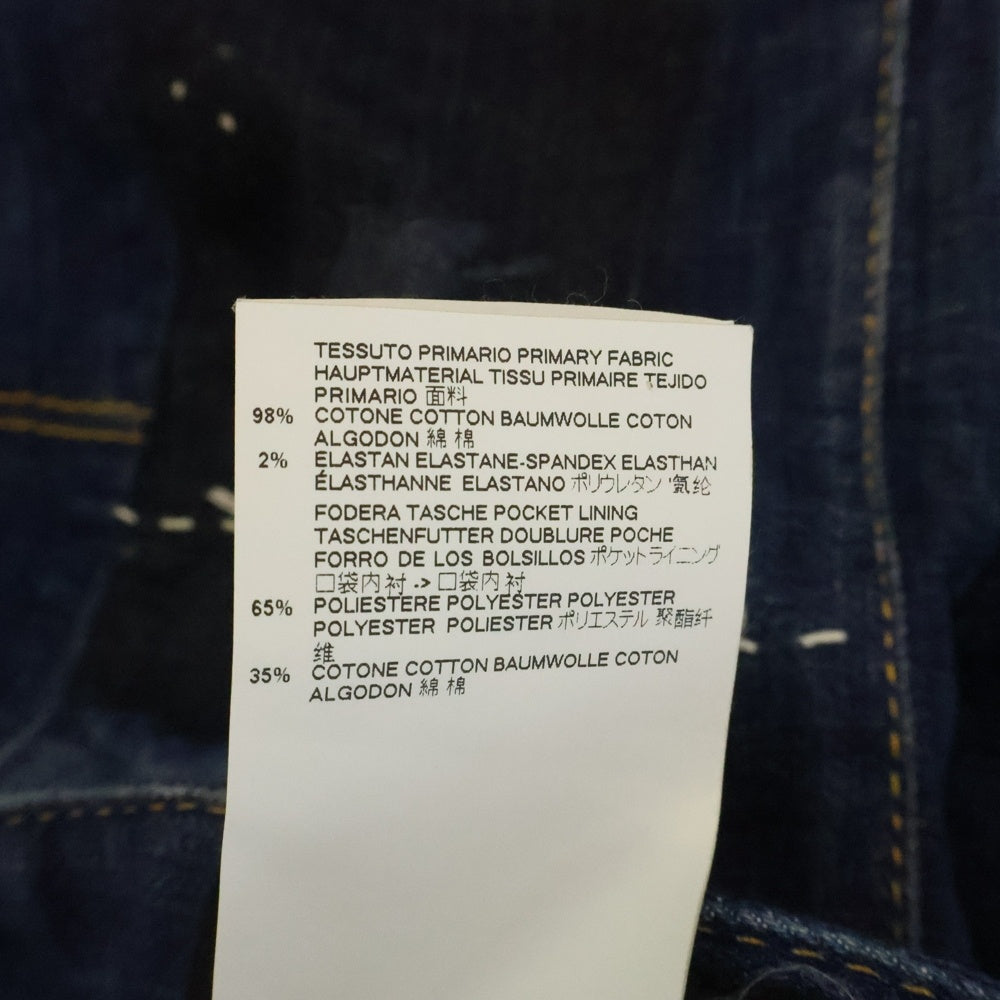 TESSUTO PRIMARIO PRIMARY FABRIC
HAUPTMATERIAL TISSU PRIMAIRE TEJIDO
PRIMARIO 面料
98% COTONE COTTON BAUMWOLLE COTON
ALGODON 綿 棉
2% ELASTAN ELASTANE-SPANDEX ELASTHAN
ÉLASTHANNE ELASTANO ポリウレタン '氨纶
FODERA TASCHE POCKET LINING
TASCHENFUTTER DOUBLURE POCHE
FORRO DE LOS BOLSILLOS ポケットライニング
口袋内衬 -> 口袋内衬
65% POLIESTERE POLYESTER POLYESTER
POLYESTER POLIESTER ポリエステル 聚酯纤
维
35% COTONE COTTON BAUMWOLLE COTON
ALGODON 綿 棉